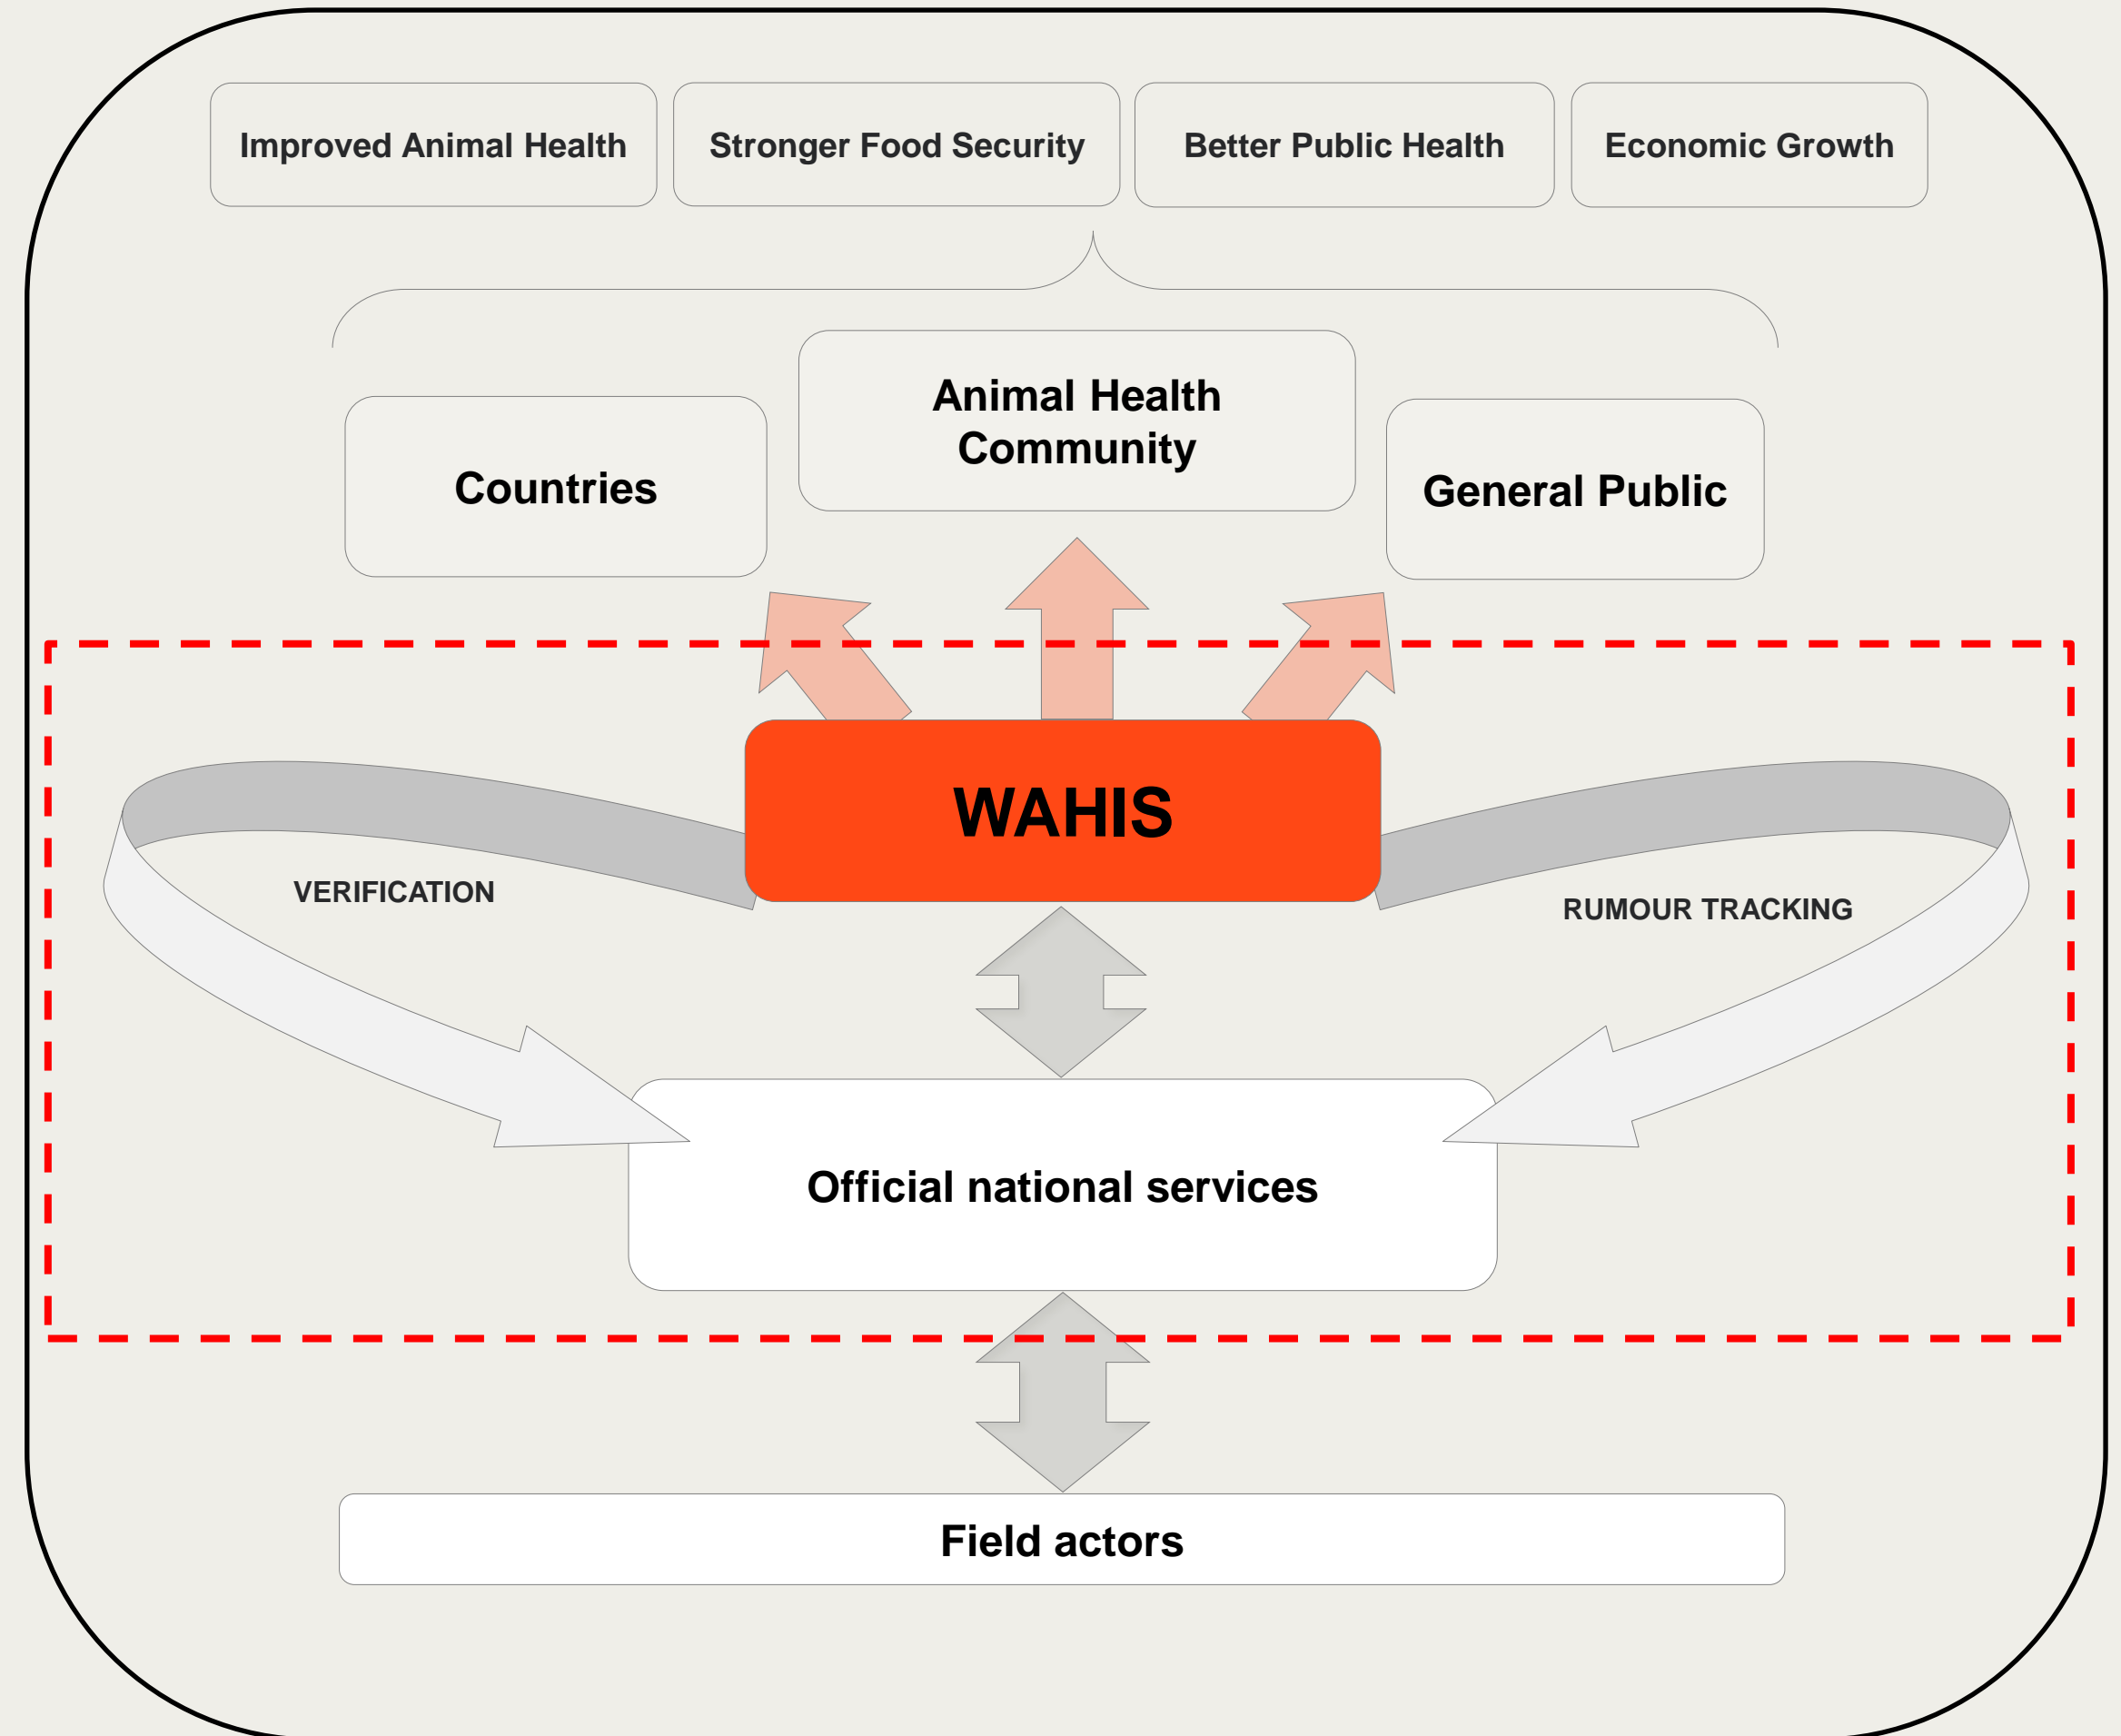 Improved Animal Health
Stronger Food Security
Better Public Health
Economic Growth
Animal Health
Community
Countries
General Public
WAHIS
VERIFICATION
RUMOUR TRACKING
Official national services
Field actors